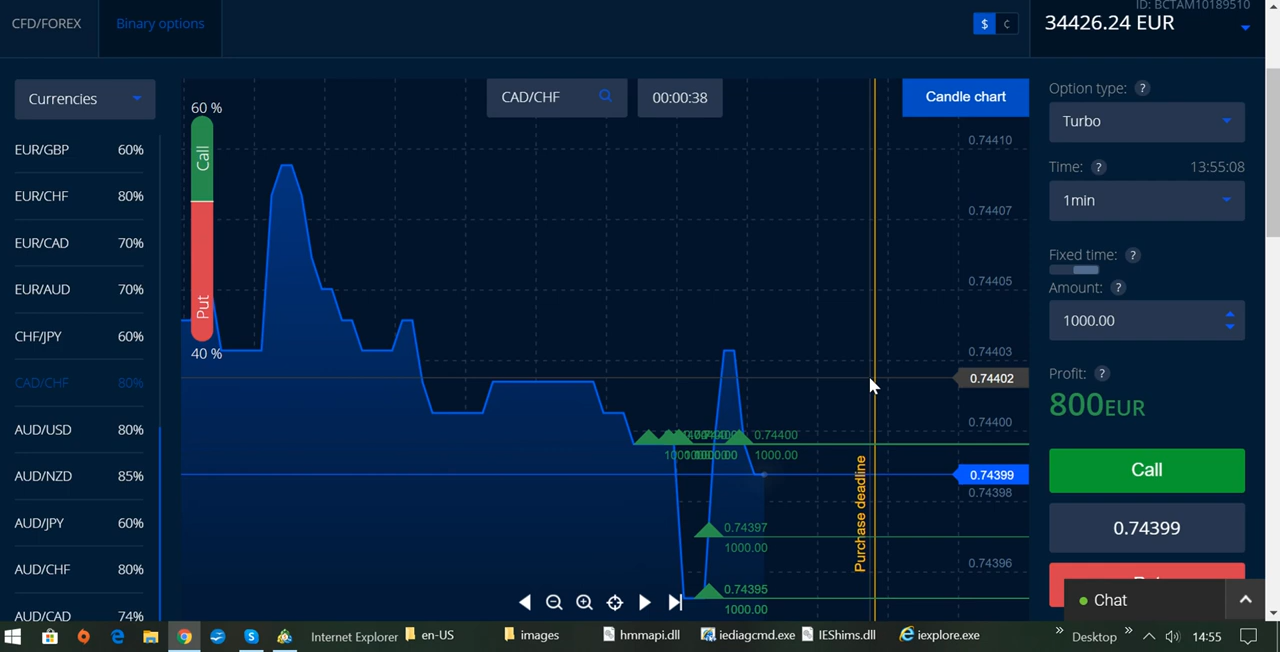 ID: BCTAM10189510
CFD/FOREX
Binary options
$
¢
34426.24 EUR
Currencies
60 %
CAD/CHF
00:00:38
Candle chart
Option type: ?
Turbo
Time: ?
13:55:08
1min
Fixed time: ?
Amount: ?
1000.00
Profit: ?
800EUR
Call
0.74399
Chat
EUR/GBP 60%
EUR/CHF 80%
EUR/CAD 70%
EUR/AUD 70%
CHF/JPY 60%
CAD/CHF 80%
AUD/USD 80%
AUD/NZD 85%
AUD/JPY 60%
AUD/CHF 80%
AUD/CAD 74%
Call
Put
40 %
0.74410
0.74407
0.74405
0.74403
0.74402
0.74400
0.74399
0.74398
0.74396
0.74400
1000.00
0.74397
1000.00
0.74395
1000.00
Purchase deadline
Internet Explorer
en-US
images
hmmapi.dll
iediagcmd.exe
IEShims.dll
iexplore.exe
Desktop
14:55